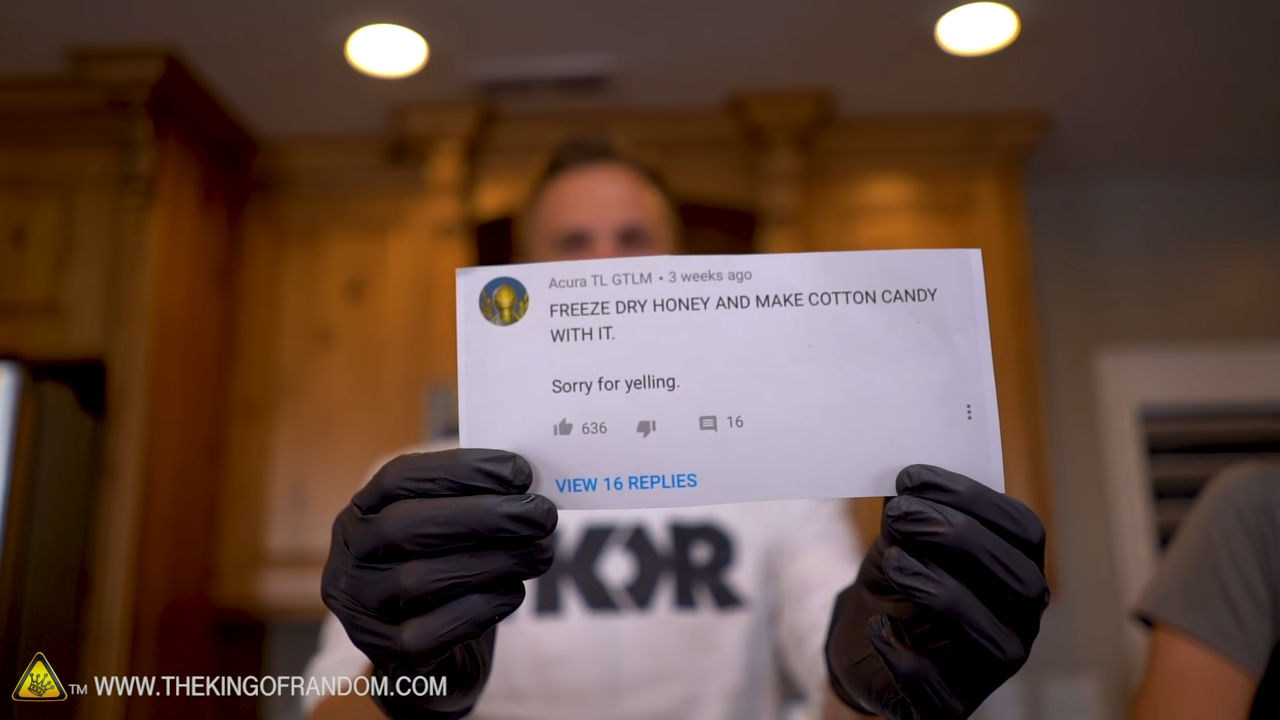 Acura TL GTLM • 3 weeks ago
FREEZE DRY HONEY AND MAKE COTTON CANDY
WITH IT.
Sorry for yelling.
636
16
VIEW 16 REPLIES
TKOR
TM WWW.THEKINGOFRANDOM.COM